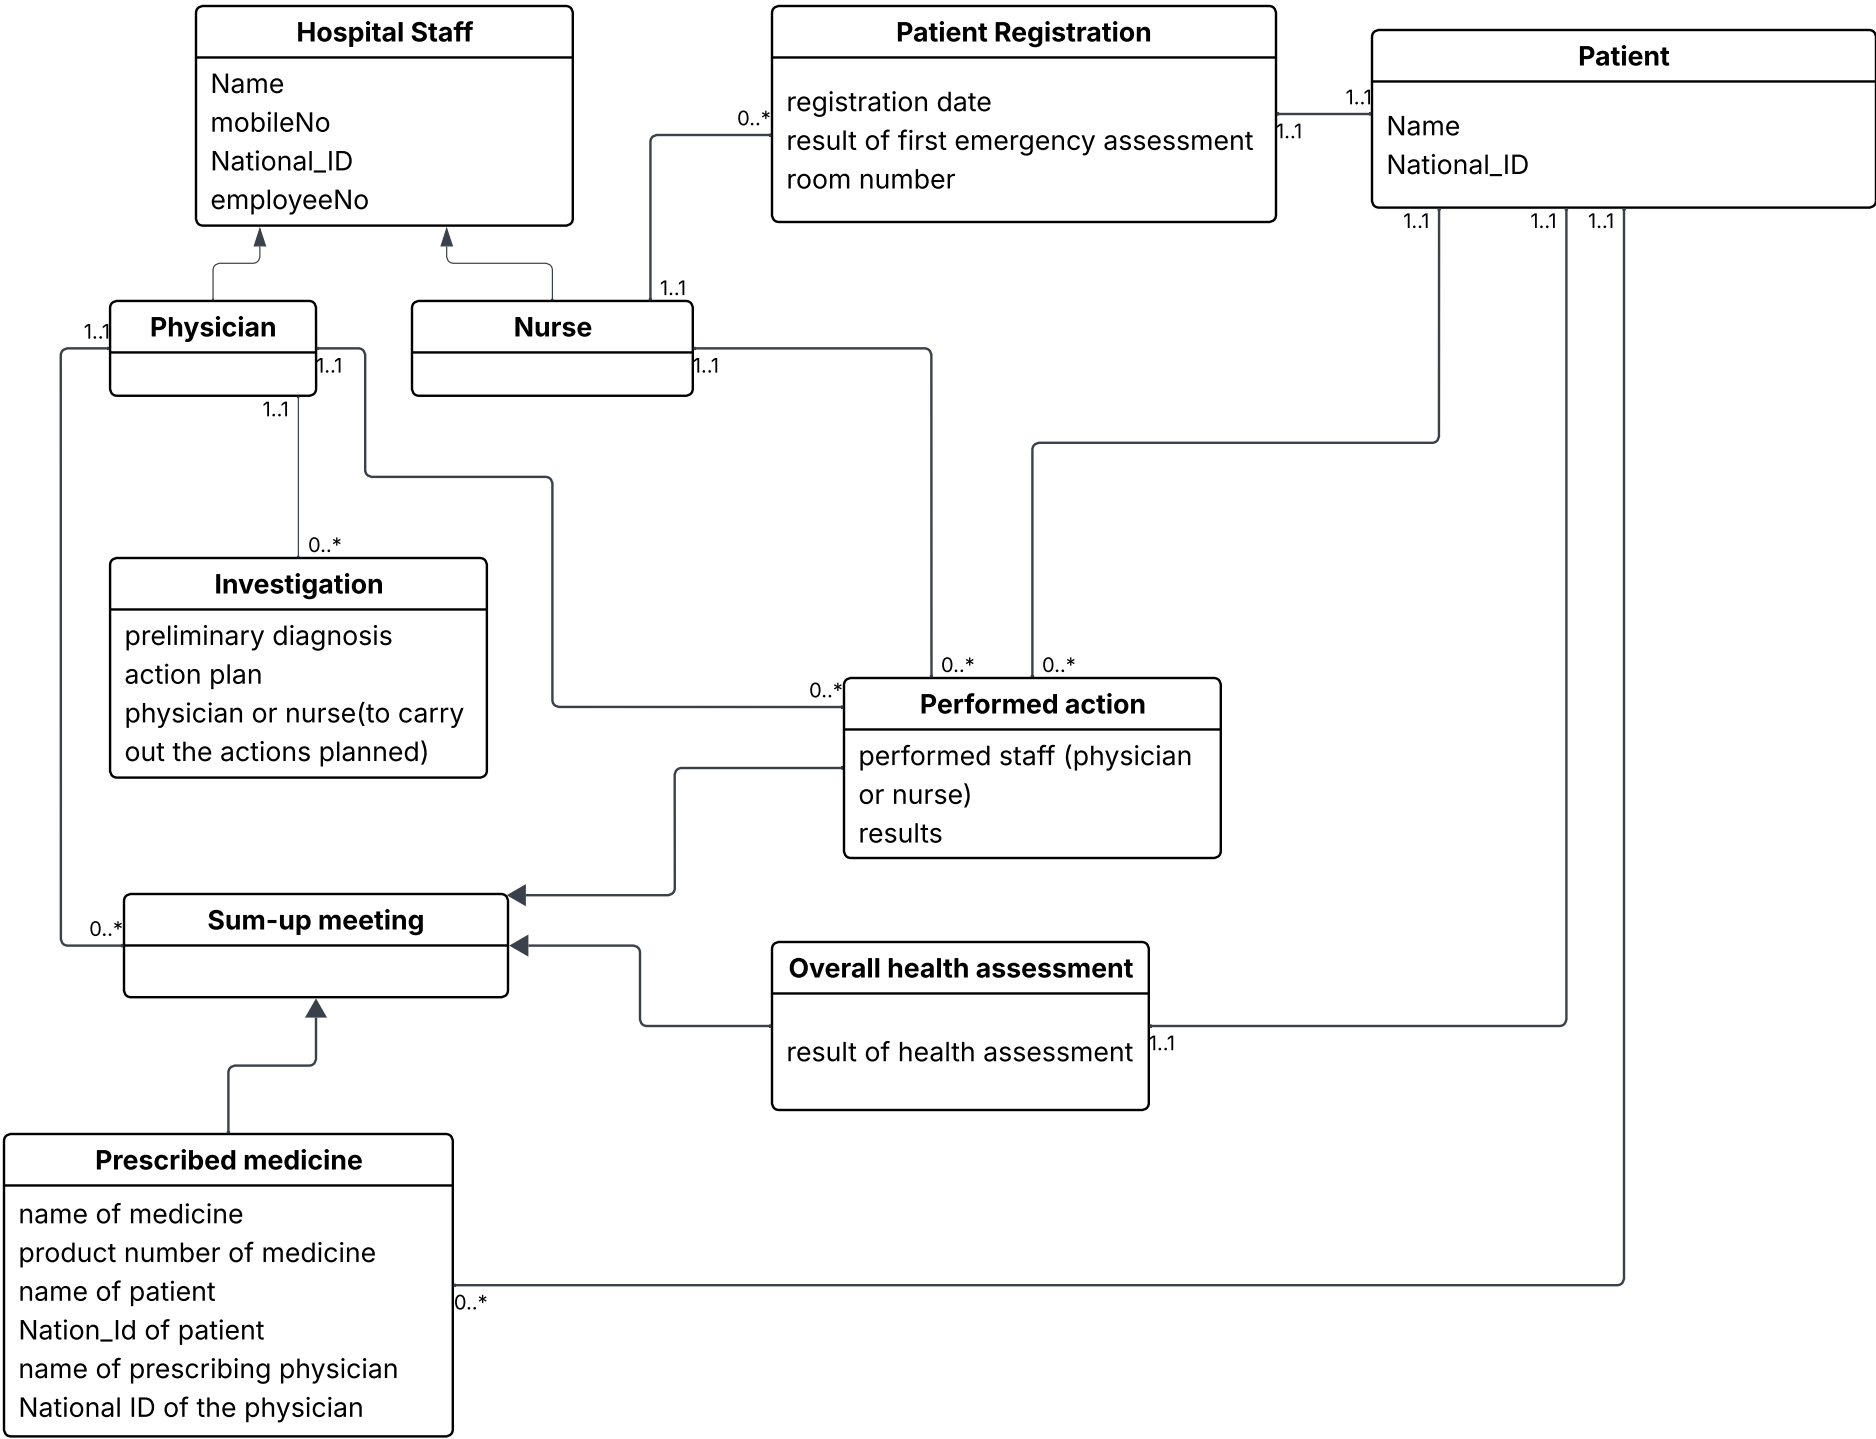 Hospital Staff
Name
mobileNo
National_ID
employeeNo
Patient Registration
registration date
result of first emergency assessment
room number
Patient
Name
National_ID
0..*
1..1
1..1
1..1
1..1
1..1
1..1
Physician
1..1
1..1
1..1
Nurse
1..1
0..*
Investigation
preliminary diagnosis
action plan
physician or nurse(to carry
out the actions planned)
0..*
0..*
0..*
Performed action
performed staff (physician
or nurse)
results
0..*
Sum-up meeting
Overall health assessment
result of health assessment
1..1
Prescribed medicine
name of medicine
product number of medicine
name of patient
Nation_Id of patient
name of prescribing physician
National ID of the physician
0..*